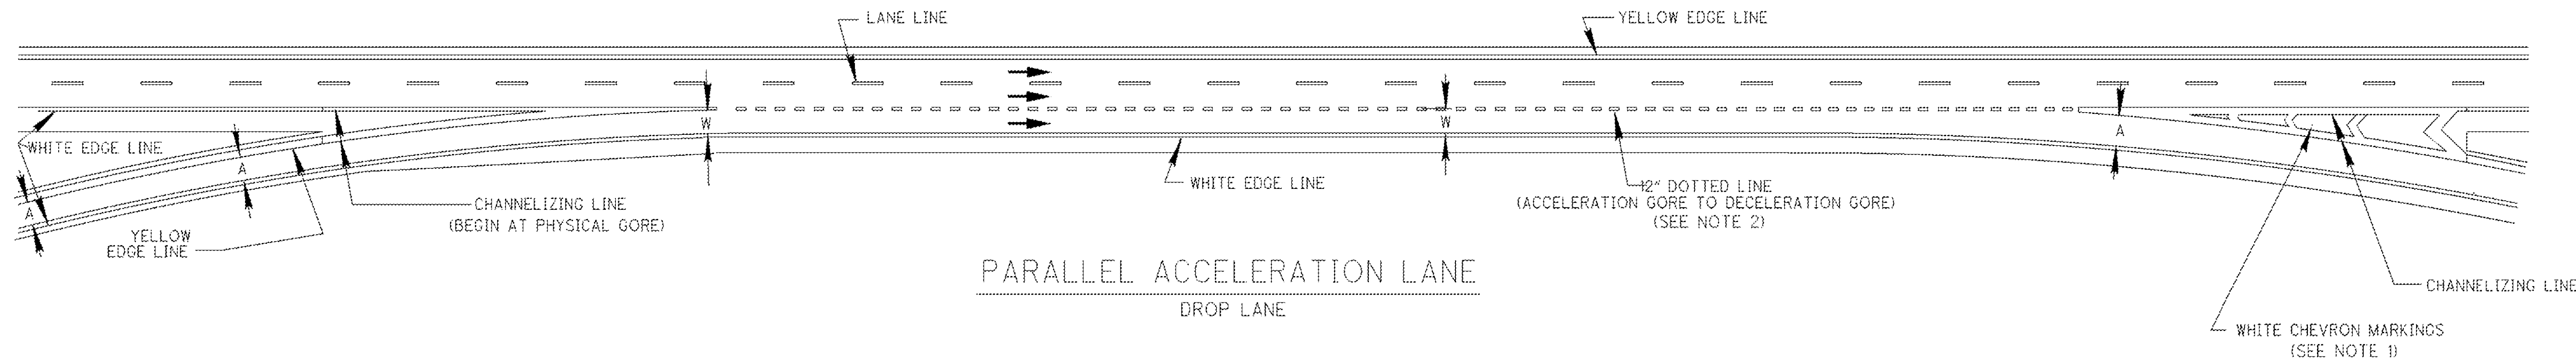 LANE LINE
YELLOW EDGE LINE
WHITE EDGE LINE
A
A
W
W
A
WHITE EDGE LINE
12" DOTTED LINE
(ACCELERATION GORE TO DECELERATION GORE)
(SEE NOTE 2)
CHANNELIZING LINE
(BEGIN AT PHYSICAL GORE)
YELLOW
EDGE LINE
PARALLEL ACCELERATION LANE
DROP LANE
CHANNELIZING LINE
WHITE CHEVRON MARKINGS
(SEE NOTE 1)